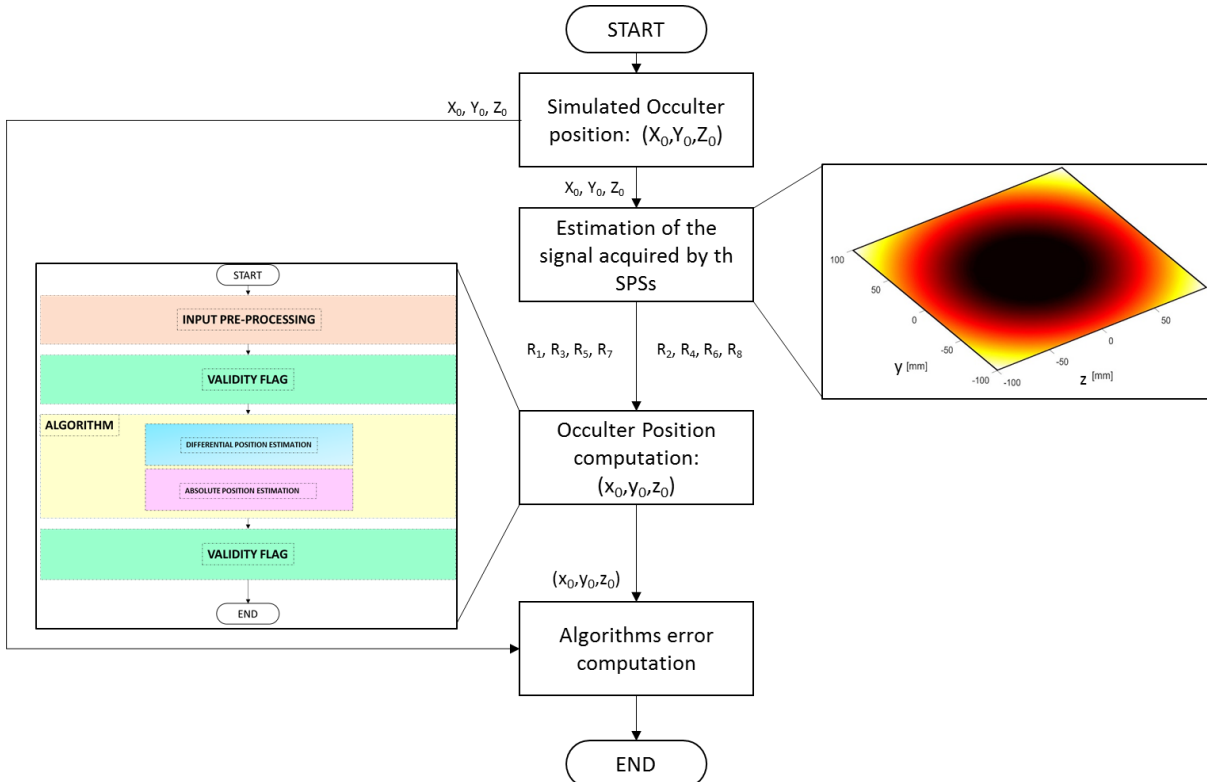 START
Simulated Occulter
position: (X₀,Y₀,Z₀)
X₀, Y₀, Z₀
X₀, Y₀, Z₀
Estimation of the
signal acquired by th
SPSs
100
50
0
-50
-100
y [mm]
-100
-50
0
50
z [mm]
R₁, R₃, R₅, R₇
R₂, R₄, R₆, R₈
START
INPUT PRE-PROCESSING
VALIDITY FLAG
ALGORITHM
DIFFERENTIAL POSITION ESTIMATION
ABSOLUTE POSITION ESTIMATION
VALIDITY FLAG
END
Occulter Position
computation:
(x₀,y₀,z₀)
(x₀,y₀,z₀)
Algorithms error
computation
END